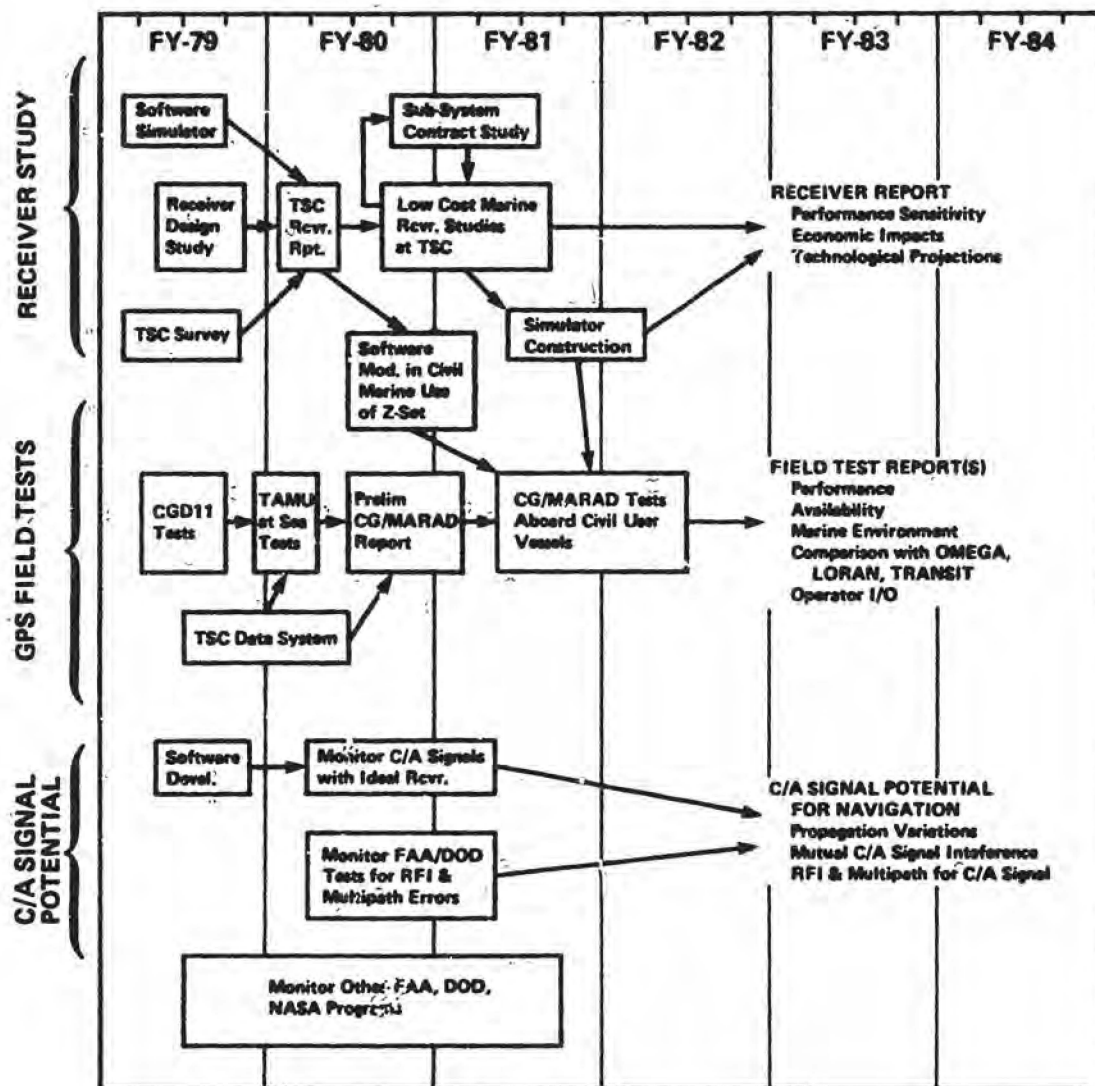 FY-79 FY-80 FY-81 FY-82 FY-83 FY-84
RECEIVER STUDY
Software
Simulator
Sub-System
Contract Study
Receiver
Design
Study
TSC
Rcvr.
Rpt.
Low Cost Marine
Rcvr. Studies
at TSC
RECEIVER REPORT
Performance Sensitivity
Economic Impacts
Technological Projections
TSC Survey
Software
Mod. in Civil
Marine Use
of Z-Set
Simulator
Construction
GPS FIELD TESTS
CGD11
Tests
TAMU
at Sea
Tests
Prelim
CG/MARAD
Report
CG/MARAD Tests
Aboard Civil User
Vessels
FIELD TEST REPORT(S)
Performance
Availability
Marine Environment
Comparison with OMEGA,
LORAN, TRANSIT
Operator I/O
TSC Data System
C/A SIGNAL
POTENTIAL
Software
Devel.
Monitor C/A Signals
with Ideal Rcvr.
Monitor FAA/DOD
Tests for RFI &
Multipath Errors
C/A SIGNAL POTENTIAL
FOR NAVIGATION
Propagation Variations
Mutual C/A Signal Inteference
RFI & Multipath for C/A Signal
Monitor Other FAA, DOD,
NASA Programs